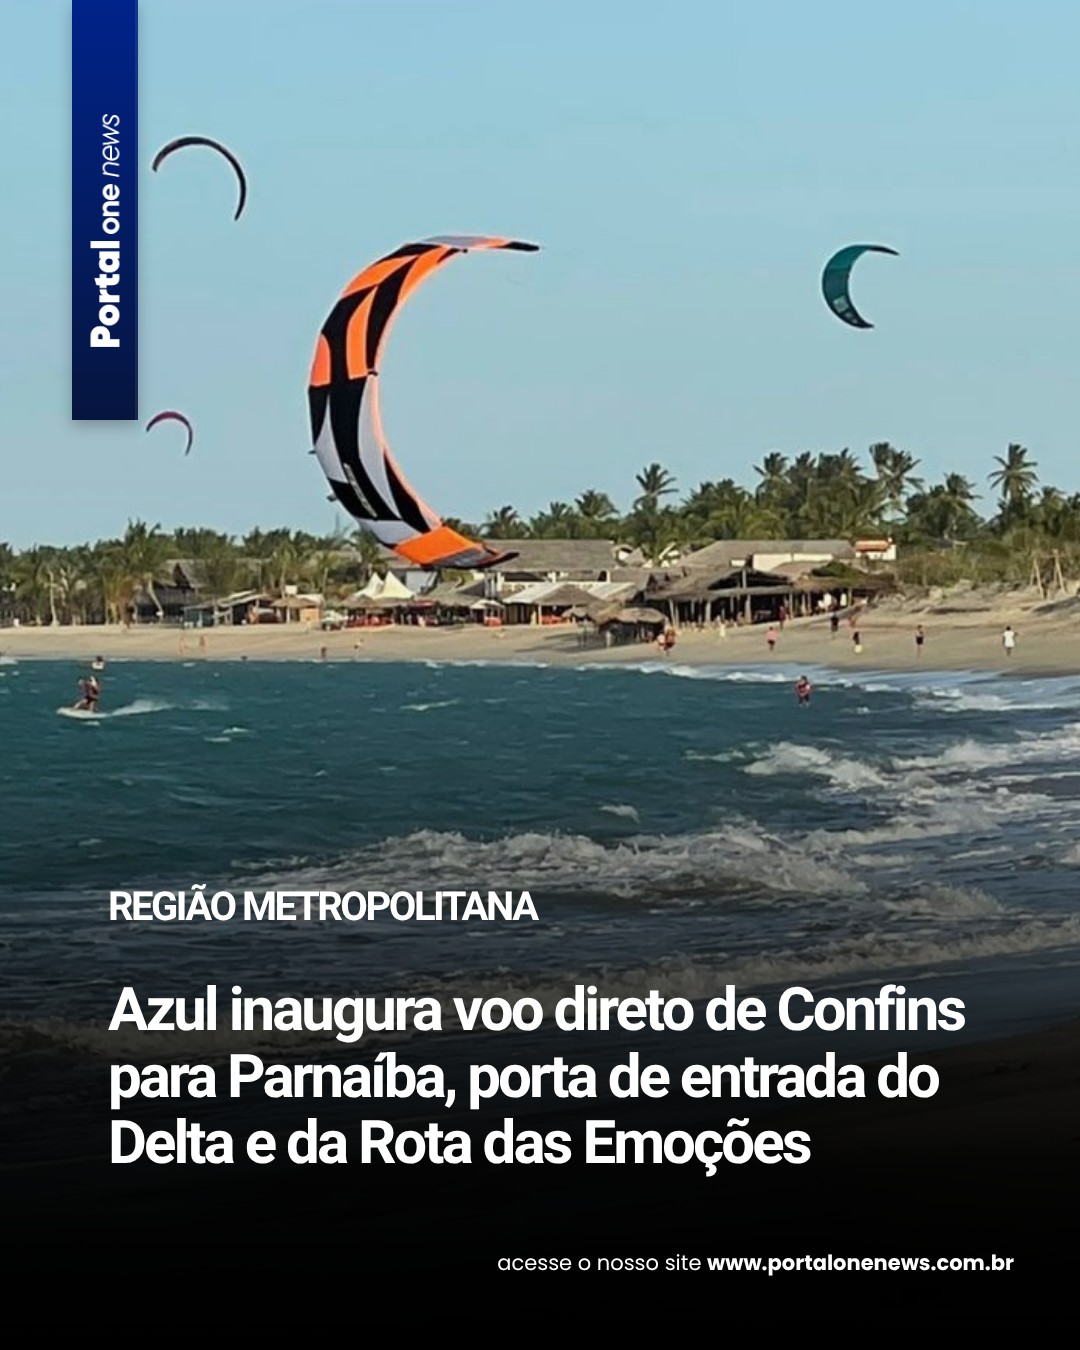 Portal one news
REGIÃO METROPOLITANA
Azul inaugura voo direto de Confins
para Parnaíba, porta de entrada do
Delta e da Rota das Emoções
acesse o nosso site www.portalonenews.com.br